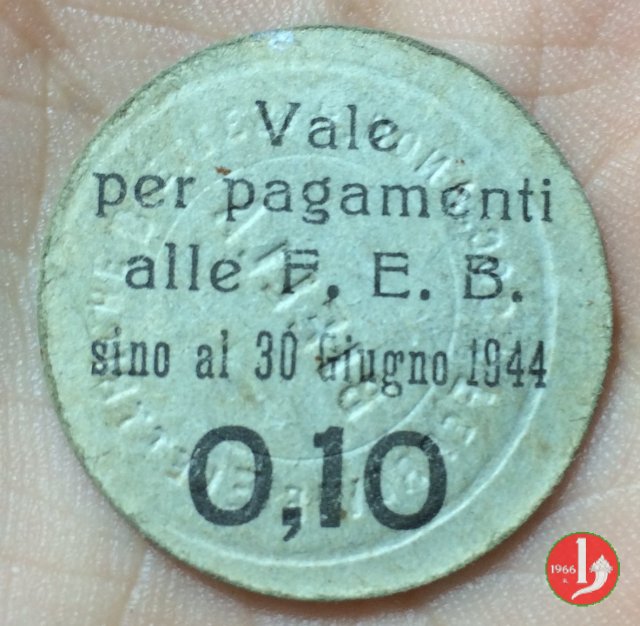 Vale
per pagamenti
alle F. E. B.
sino al 30 Giugno 1944
0,10
1966